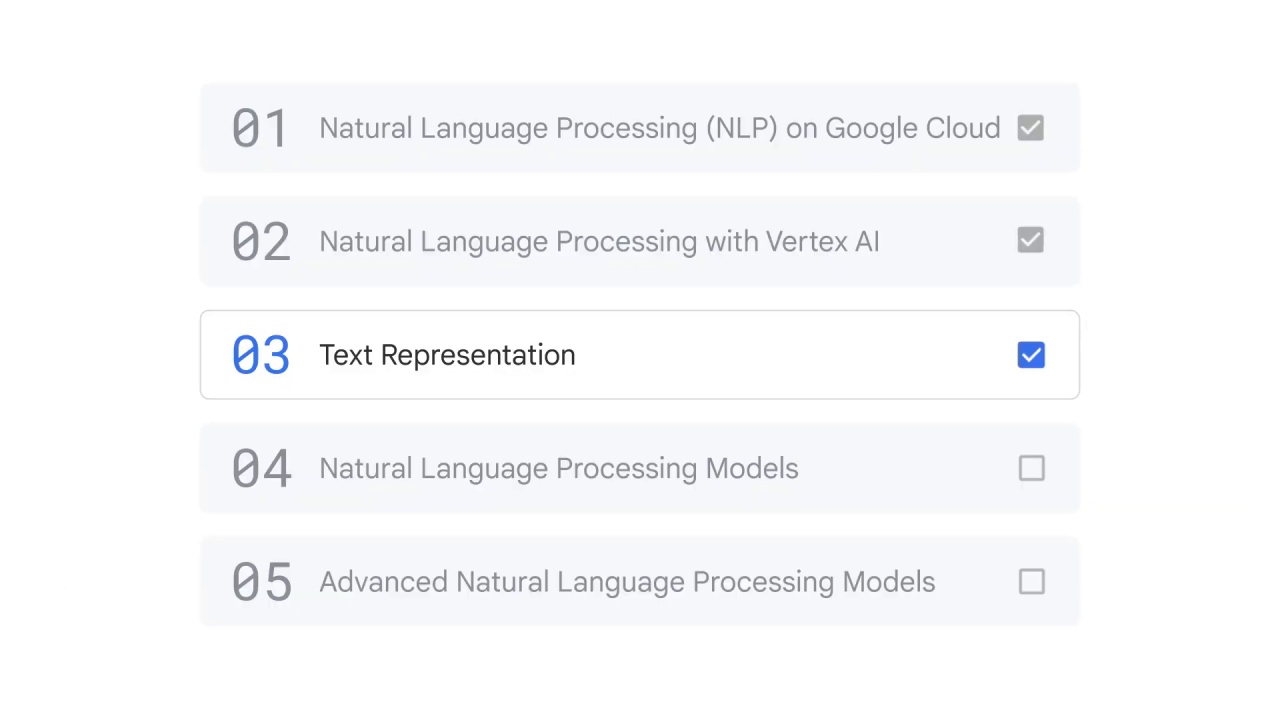 01 Natural Language Processing (NLP) on Google Cloud
02 Natural Language Processing with Vertex AI
03 Text Representation
04 Natural Language Processing Models
05 Advanced Natural Language Processing Models